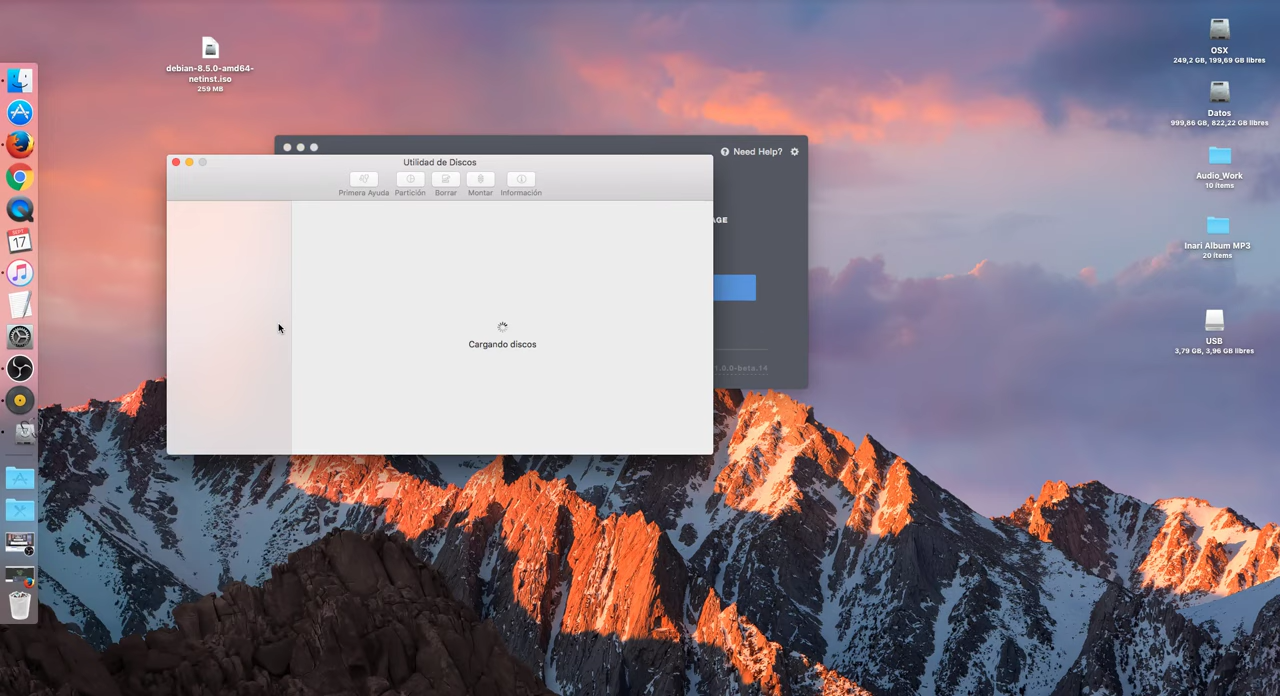 debian-8.5.0-amd64-
netinst.iso
259 MB
OSX
249,2 GB, 199,69 GB libres
Datos
999,86 GB, 822,22 GB libres
Audio_Work
10 ítems
Inari Album MP3
20 ítems
USB
3,79 GB, 3,96 GB libres
Need Help?
Utilidad de Discos
Primera Ayuda Partición Borrar Montar Información
AGE
Cargando discos
1.0.0-beta.14
SEPT
17